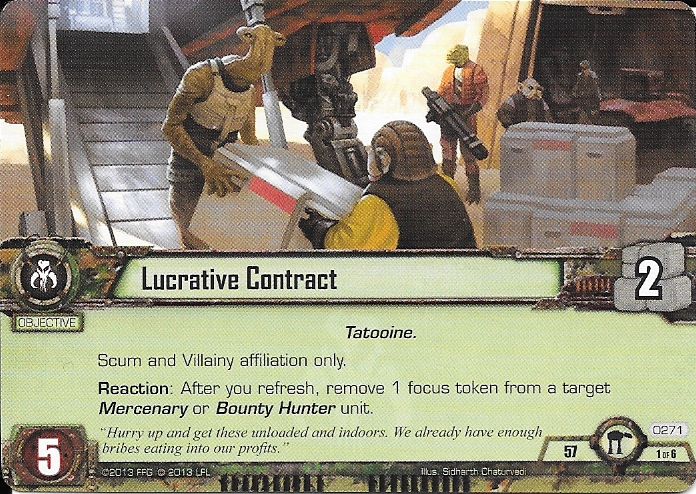 Lucrative Contract
2
OBJECTIVE
Tatooine.
Scum and Villainy affiliation only.
Reaction: After you refresh, remove 1 focus token from a target
Mercenary or Bounty Hunter unit.
"Hurry up and get these unloaded and indoors. We already have enough
bribes eating into our profits."
5
0271
57
1 OF 6
©2013 FFG © 2013 LFL
Illus. Sidharth Chaturvedi